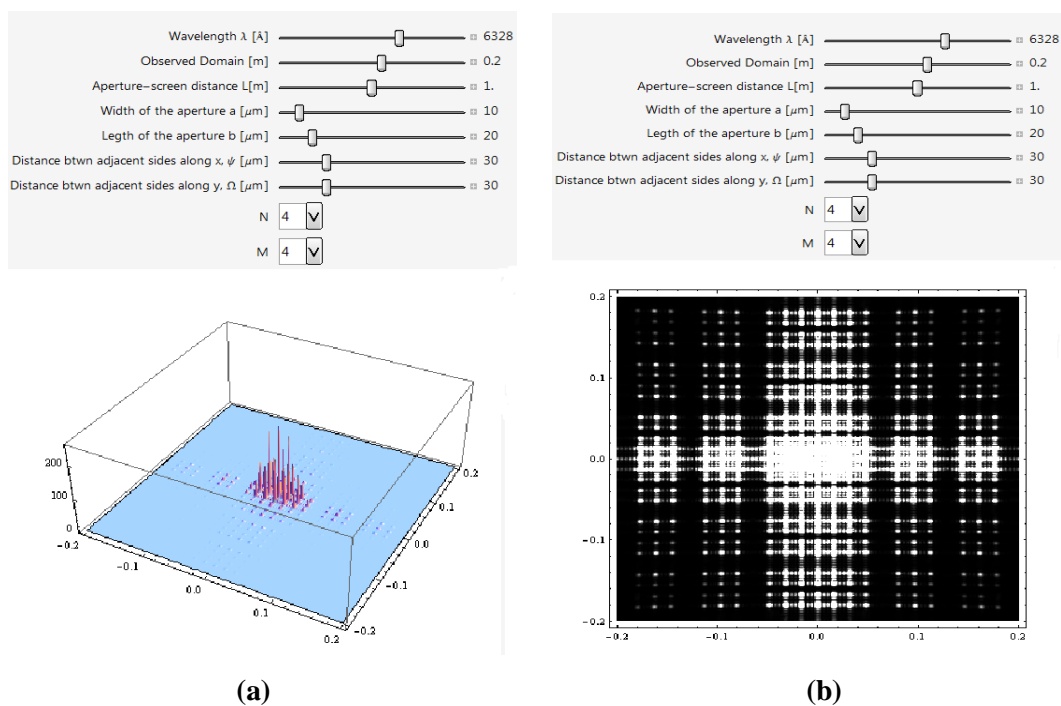 Wavelength λ [Å] 6328
Observed Domain [m] 0.2
Aperture-screen distance L[m] 1.
Width of the aperture a [μm] 10
Legth of the aperture b [μm] 20
Distance btwn adjacent sides along x, ψ [μm] 30
Distance btwn adjacent sides along y, Ω [μm] 30
N 4
M 4
200
100
0
-0.2
-0.1
0.0
0.1
0.2
-0.2
-0.1
0.0
0.1
0.2
(a)
Wavelength λ [Å] 6328
Observed Domain [m] 0.2
Aperture-screen distance L[m] 1.
Width of the aperture a [μm] 10
Legth of the aperture b [μm] 20
Distance btwn adjacent sides along x, ψ [μm] 30
Distance btwn adjacent sides along y, Ω [μm] 30
N 4
M 4
0.2
0.1
0.0
-0.1
-0.2
-0.2 -0.1 0.0 0.1 0.2
(b)